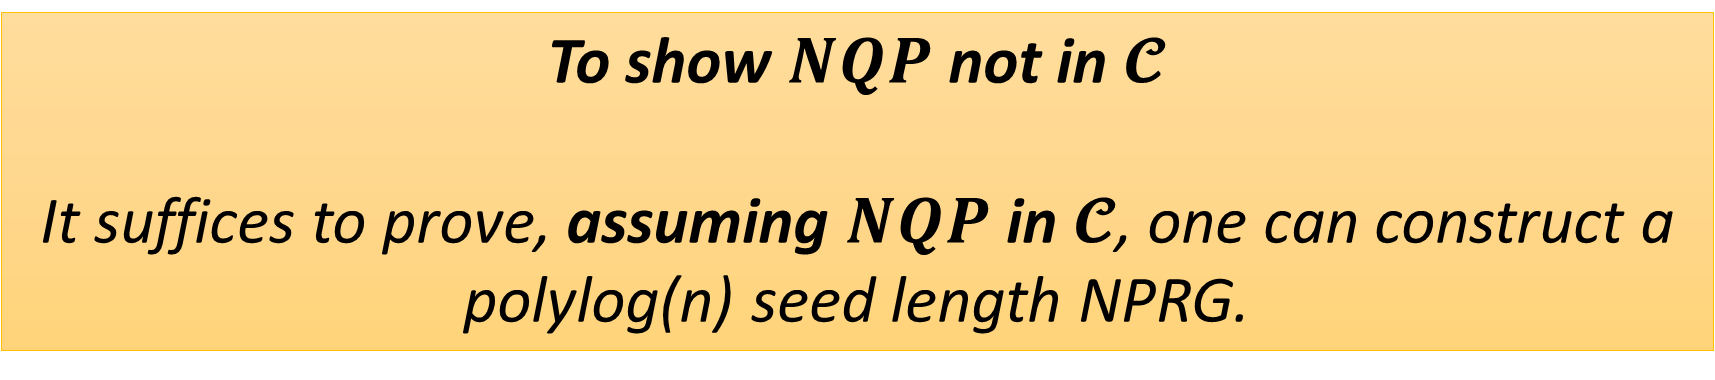 To show 𝑵𝑸𝑷 not in 𝓒
It suffices to prove, assuming 𝑵𝑸𝑷 in 𝓒, one can construct a
polylog(n) seed length NPRG.